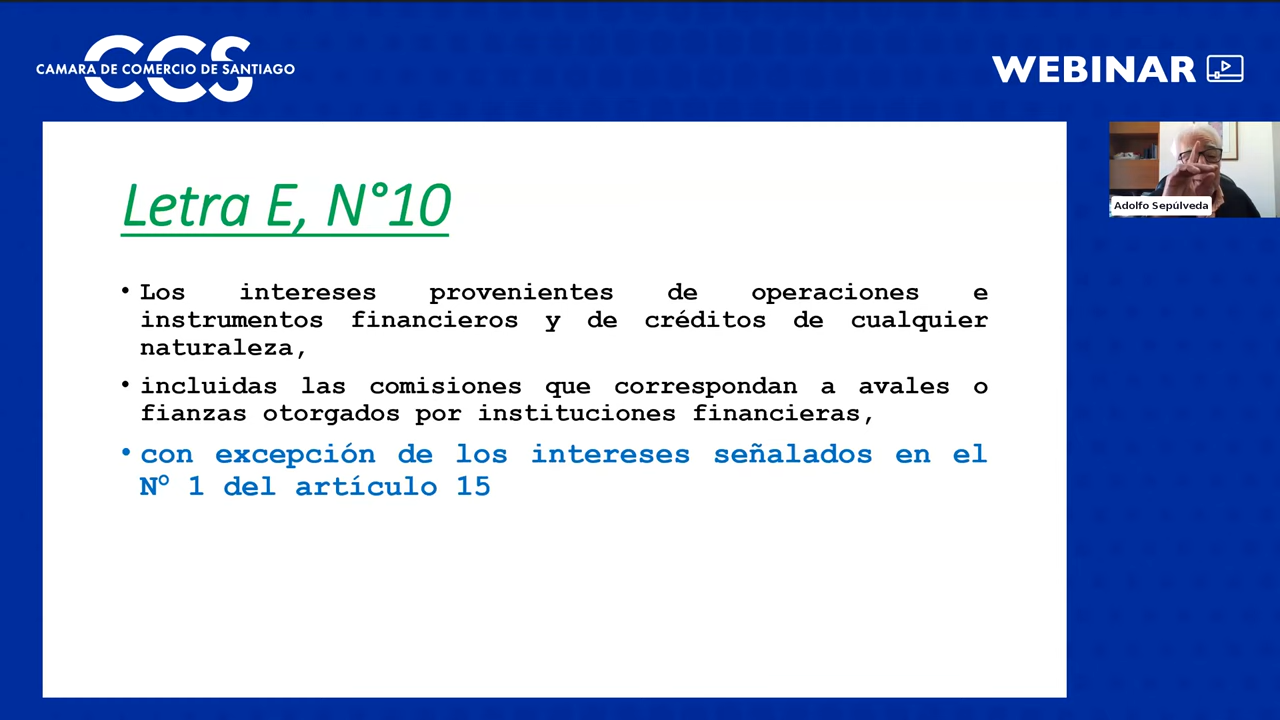 CCS
CAMARA DE COMERCIO DE SANTIAGO
WEBINAR
Letra E, N°10
• Los intereses provenientes de operaciones e
instrumentos financieros y de créditos de cualquier
naturaleza,
• incluidas las comisiones que correspondan a avales o
fianzas otorgados por instituciones financieras,
• con excepción de los intereses señalados en el
N° 1 del artículo 15
Adolfo Sepúlveda